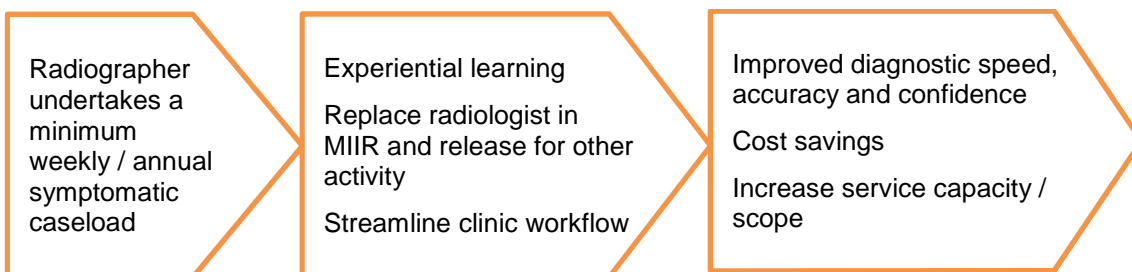 Radiographer
undertakes a
minimum
weekly / annual
symptomatic
caseload
Experiential learning
Replace radiologist in
MIIR and release for other
activity
Streamline clinic workflow
Improved diagnostic speed,
accuracy and confidence
Cost savings
Increase service capacity /
scope